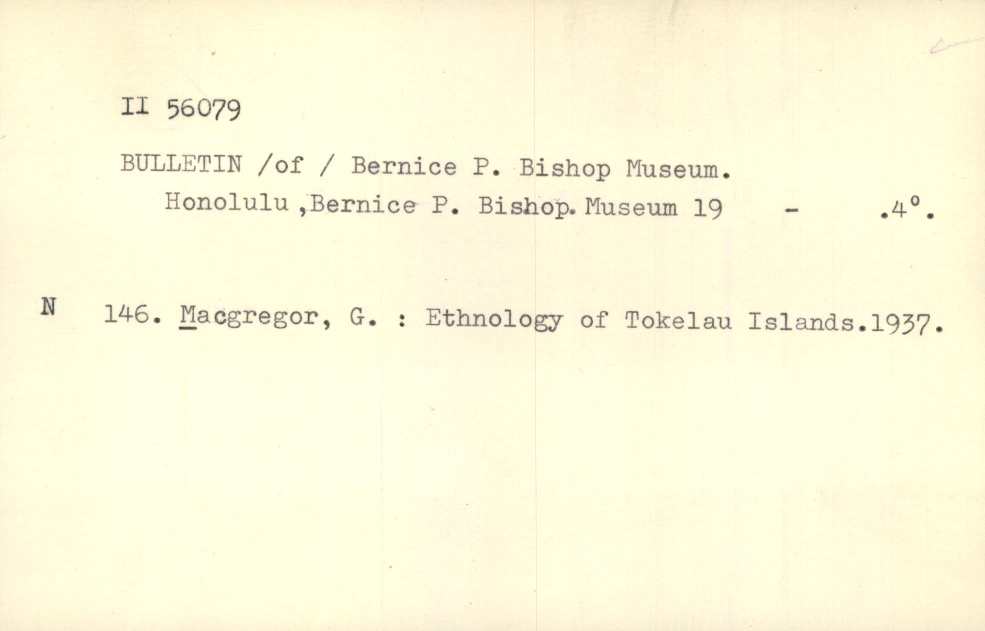 II 56079
BULLETIN /of / Bernice P. Bishop Museum.
Honolulu ,Bernice P. Bishop. Museum 19 - .4°.
N 146. Macgregor, G. : Ethnology of Tokelau Islands.1937.